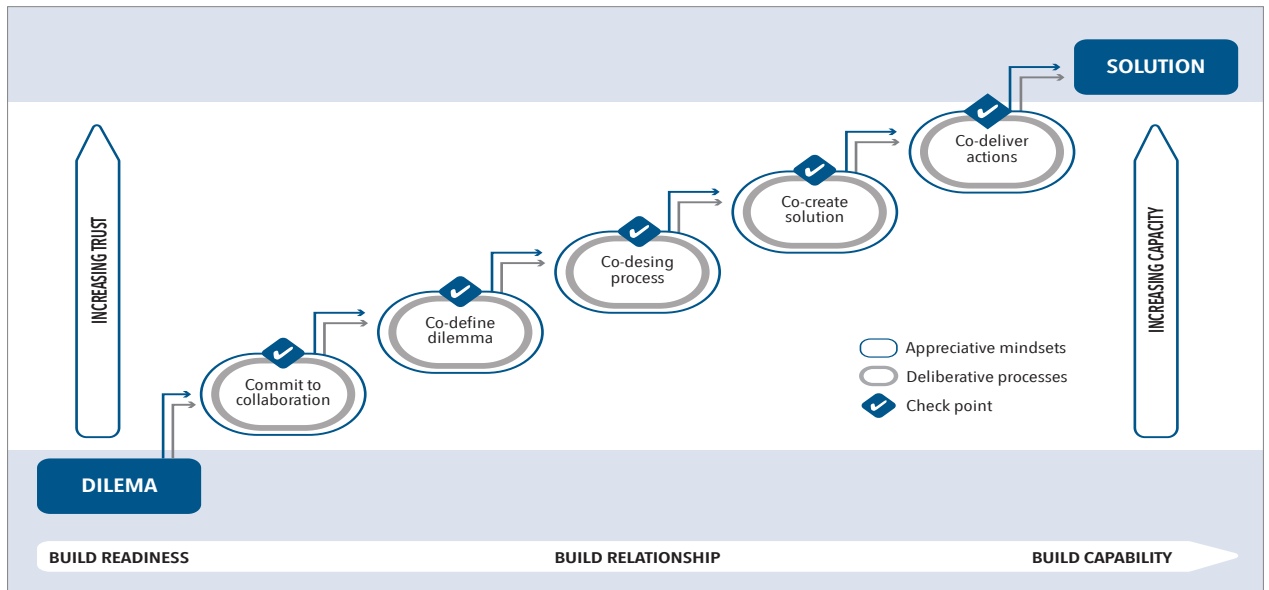 SOLUTION
Co-deliver
actions
Co-create
solution
Co-desing
process
Co-define
dilemma
Commit to
collaboration
DILEMA
INCREASING TRUST
INCREASING CAPACITY
Appreciative mindsets
Deliberative processes
Check point
BUILD READINESS
BUILD RELATIONSHIP
BUILD CAPABILITY